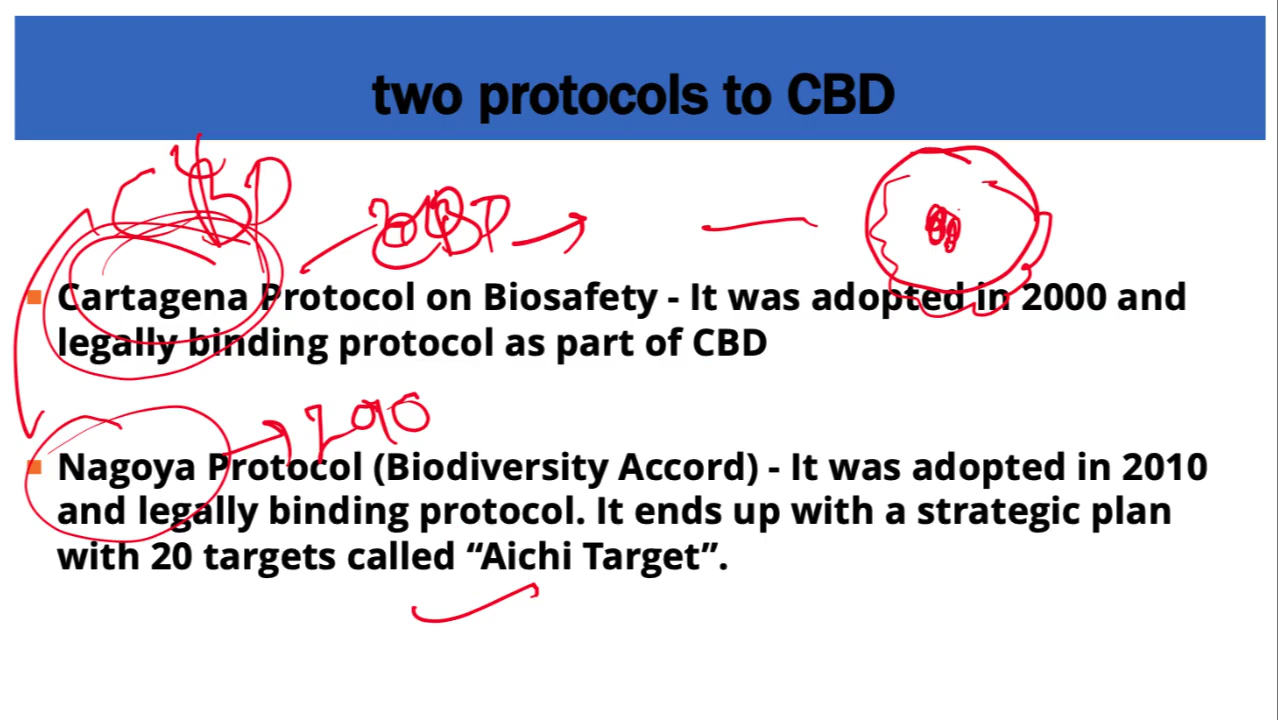 two protocols to CBD
Cartagena Protocol on Biosafety - It was adopted in 2000 and
legally binding protocol as part of CBD
Nagoya Protocol (Biodiversity Accord) - It was adopted in 2010
and legally binding protocol. It ends up with a strategic plan
with 20 targets called “Aichi Target”.